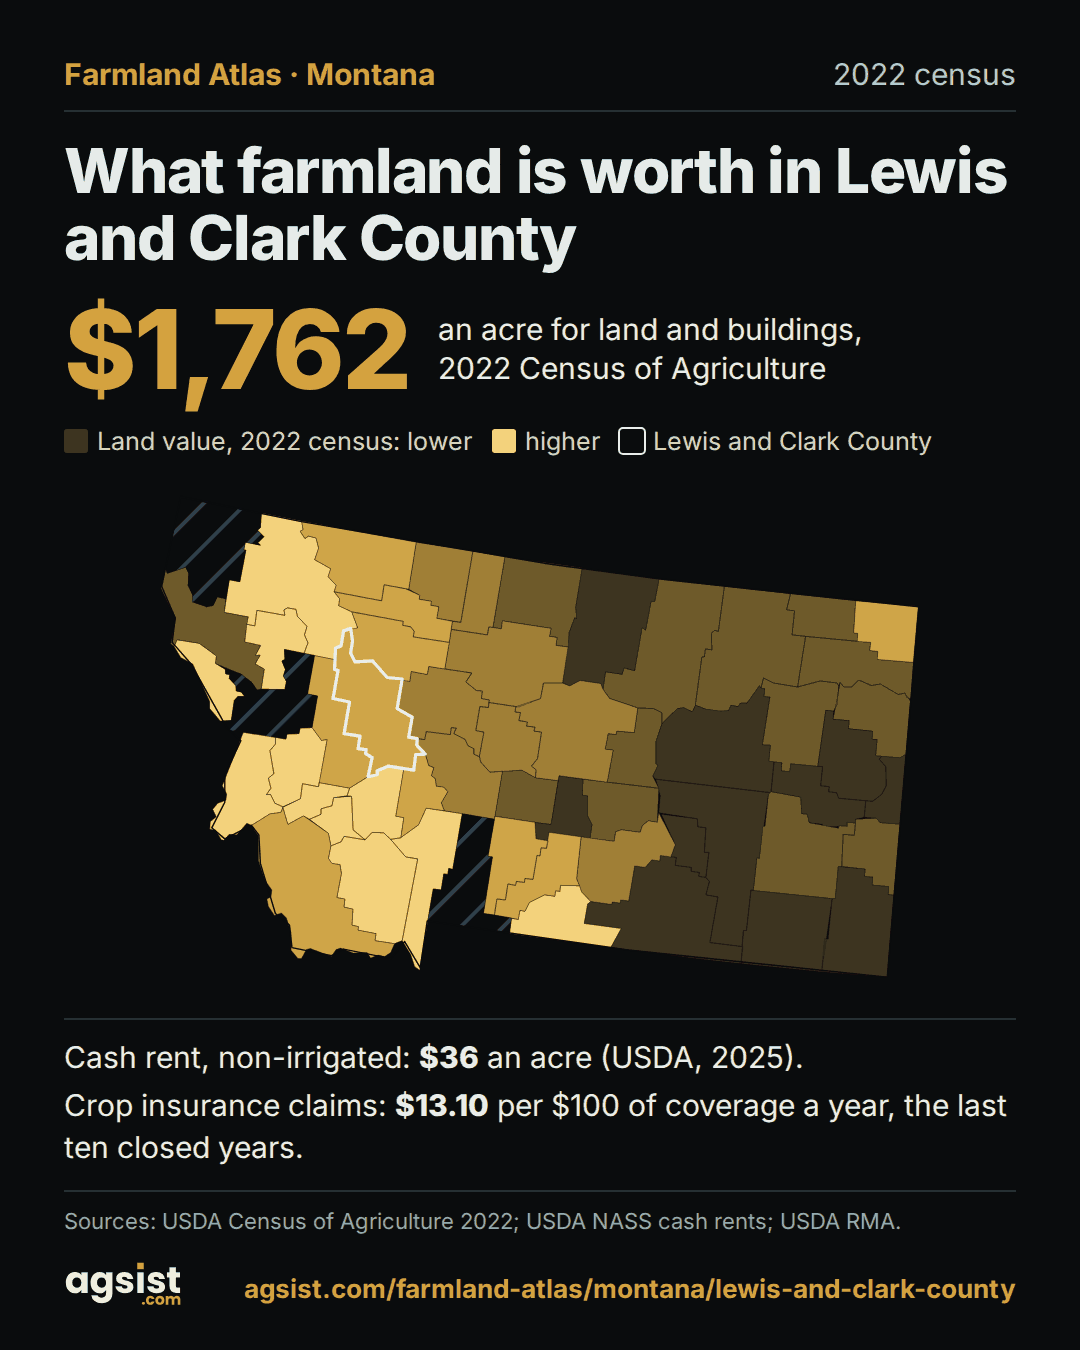 Farmland Atlas · Montana
2022 census
What farmland is worth in Lewis
and Clark County
$1,762
an acre for land and buildings,
2022 Census of Agriculture
Land value, 2022 census: lower
higher
Lewis and Clark County
Cash rent, non-irrigated: $36 an acre (USDA, 2025).
Crop insurance claims: $13.10 per $100 of coverage a year, the last
ten closed years.
Sources: USDA Census of Agriculture 2022; USDA NASS cash rents; USDA RMA.
agsist
.com
agsist.com/farmland-atlas/montana/lewis-and-clark-county